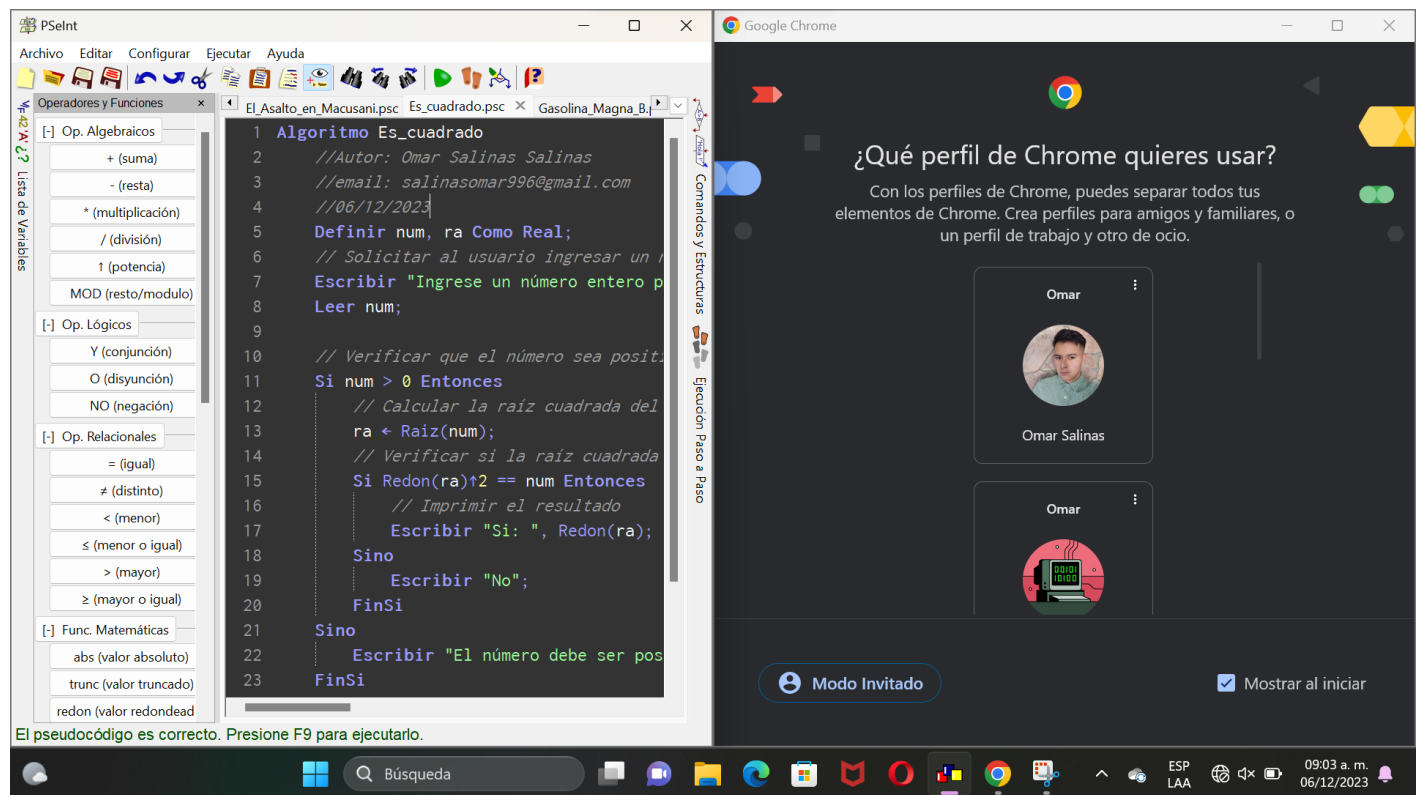 PSeInt
Archivo Editar Configurar Ejecutar Ayuda
Operadores y Funciones ×
[-] Op. Algebraicos
+ (suma)
- (resta)
* (multiplicación)
/ (división)
↑ (potencia)
MOD (resto/modulo)
[-] Op. Lógicos
Y (conjunción)
O (disyunción)
NO (negación)
[-] Op. Relacionales
= (igual)
≠ (distinto)
< (menor)
≤ (menor o igual)
> (mayor)
≥ (mayor o igual)
[-] Func. Matemáticas
abs (valor absoluto)
trunc (valor truncado)
redon (valor redondead
Lista de Variables
El_Asalto_en_Macusani.psc Es_cuadrado.psc Gasolina_Magna_B.p
1 Algoritmo Es_cuadrado
2 //Autor: Omar Salinas Salinas
3 //email: salinasomar996@gmail.com
4 //06/12/2023
5 Definir num, ra Como Real;
6 // Solicitar al usuario ingresar un n
7 Escribir "Ingrese un número entero p
8 Leer num;
9
10 // Verificar que el número sea positi
11 Si num > 0 Entonces
12 // Calcular la raíz cuadrada del
13 ra ← Raiz(num);
14 // Verificar si la raíz cuadrada
15 Si Redon(ra)↑2 == num Entonces
16 // Imprimir el resultado
17 Escribir "Si: ", Redon(ra);
18 Sino
19 Escribir "No";
20 FinSi
21 Sino
22 Escribir "El número debe ser pos
23 FinSi
Comandos y Estructuras
Ejecución Paso a Paso
El pseudocódigo es correcto. Presione F9 para ejecutarlo.
Google Chrome
¿Qué perfil de Chrome quieres usar?
Con los perfiles de Chrome, puedes separar todos tus
elementos de Chrome. Crea perfiles para amigos y familiares, o
un perfil de trabajo y otro de ocio.
Omar
Omar Salinas
Omar
00101
10100
Modo Invitado
Mostrar al iniciar
Búsqueda
ESP
LAA
09:03 a. m.
06/12/2023